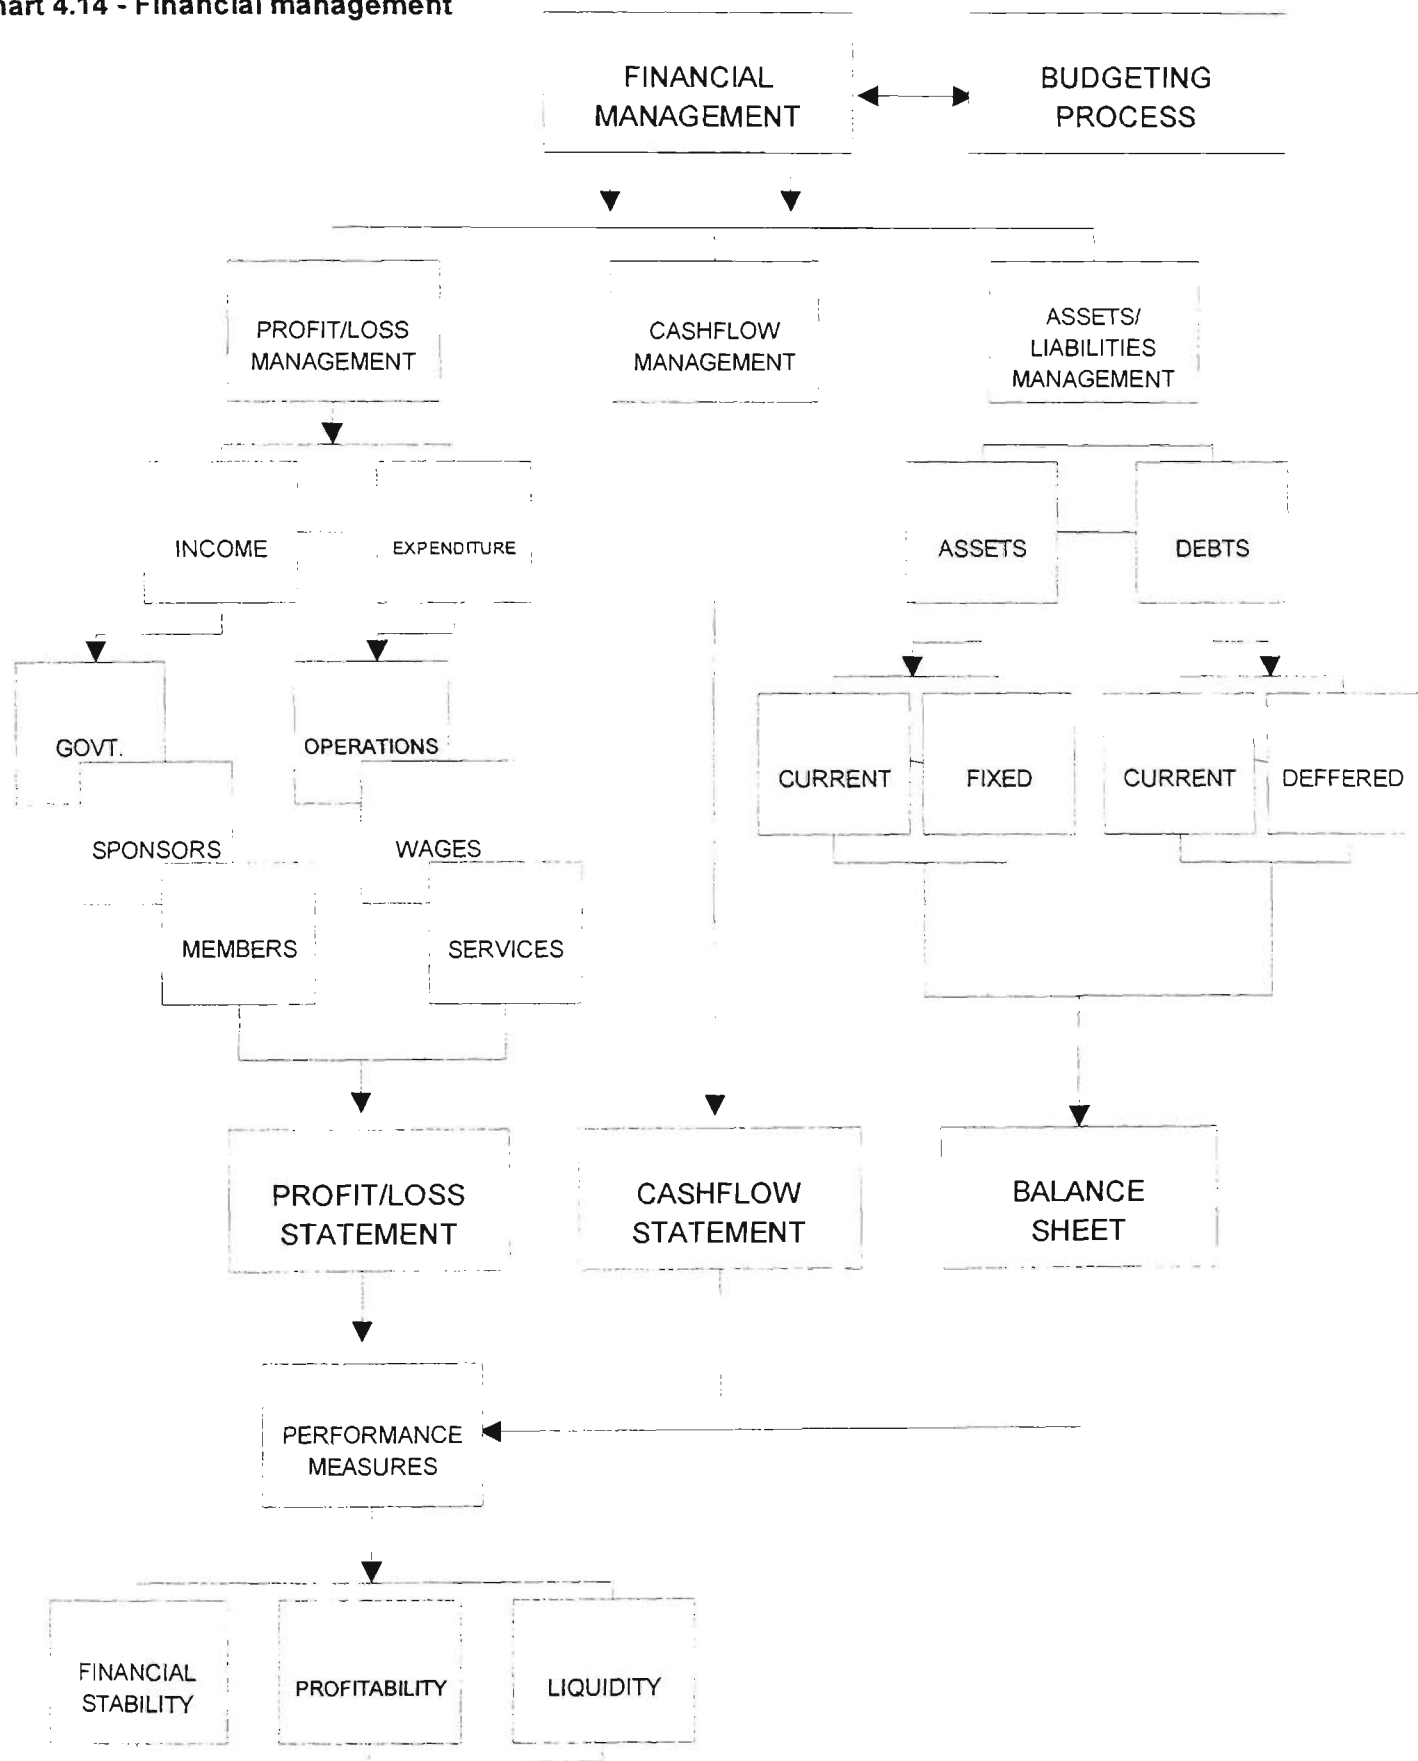 hart 4.14 - Financial management
FINANCIAL
MANAGEMENT
BUDGETING
PROCESS
PROFIT/LOSS
MANAGEMENT
CASHFLOW
MANAGEMENT
ASSETS/
LIABILITIES
MANAGEMENT
INCOME
EXPENDITURE
ASSETS
DEBTS
GOVT.
OPERATIONS
CURRENT
FIXED
CURRENT
DEFFERED
SPONSORS
WAGES
MEMBERS
SERVICES
PROFIT/LOSS
STATEMENT
CASHFLOW
STATEMENT
BALANCE
SHEET
PERFORMANCE
MEASURES
FINANCIAL
STABILITY
PROFITABILITY
LIQUIDITY